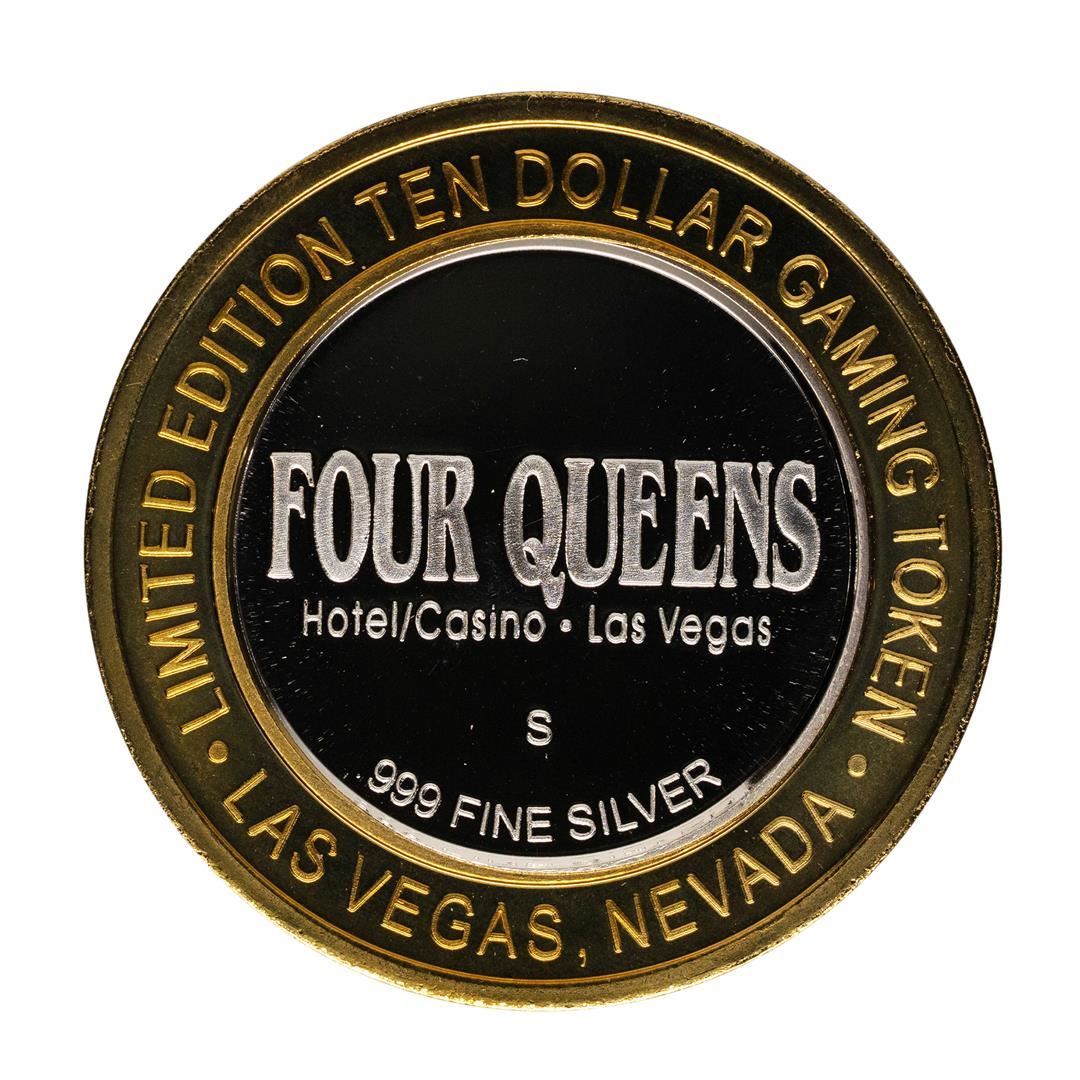 • LIMITED EDITION TEN DOLLAR GAMING TOKEN •
FOUR QUEENS
Hotel/Casino • Las Vegas
S
.999 FINE SILVER
LAS VEGAS, NEVADA